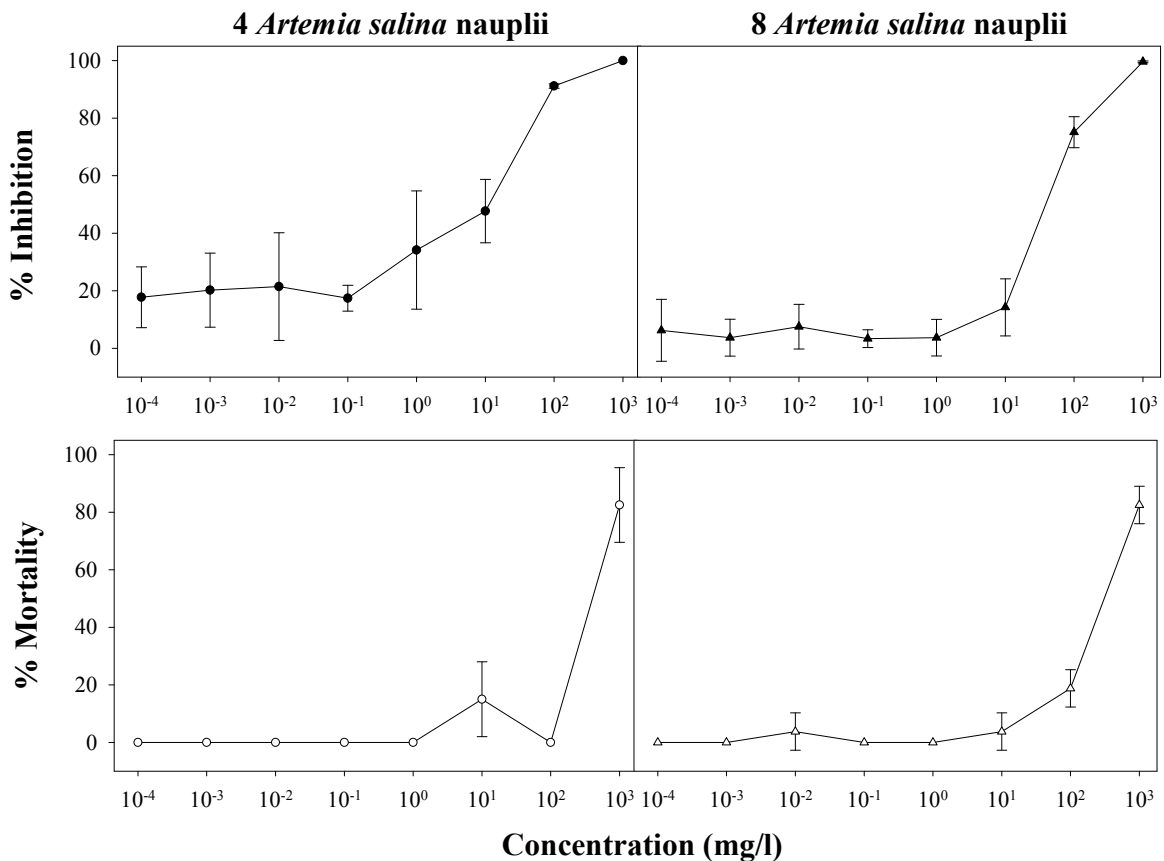 4 Artemia salina nauplii
8 Artemia salina nauplii
% Inhibition
100
80
60
40
20
0
10⁻⁴ 10⁻³ 10⁻² 10⁻¹ 10⁰ 10¹ 10² 10³
10⁻⁴ 10⁻³ 10⁻² 10⁻¹ 10⁰ 10¹ 10² 10³
% Mortality
100
80
60
40
20
0
10⁻⁴ 10⁻³ 10⁻² 10⁻¹ 10⁰ 10¹ 10² 10³
10⁻⁴ 10⁻³ 10⁻² 10⁻¹ 10⁰ 10¹ 10² 10³
Concentration (mg/l)